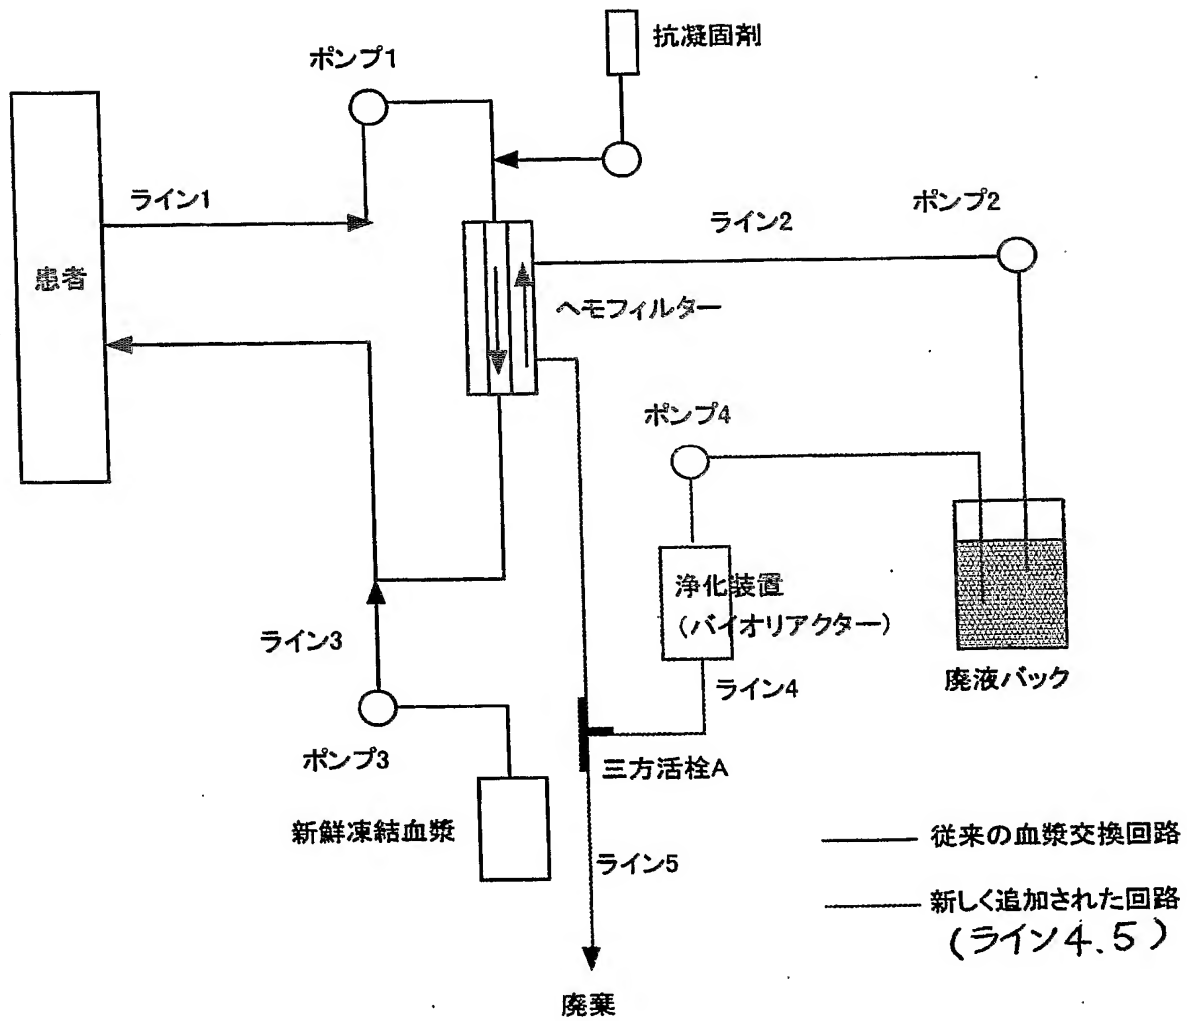 抗凝固剤
ポンプ1
ライン1
ポンプ2
ライン2
患者
ヘモフィルター
ポンプ4
浄化装置
(バイオリアクター)
ライン3
廃液バック
ライン4
ポンプ3
三方活栓A
新鮮凍結血漿
従来の血漿交換回路
ライン5
新しく追加された回路
(ライン4.5)
廃棄